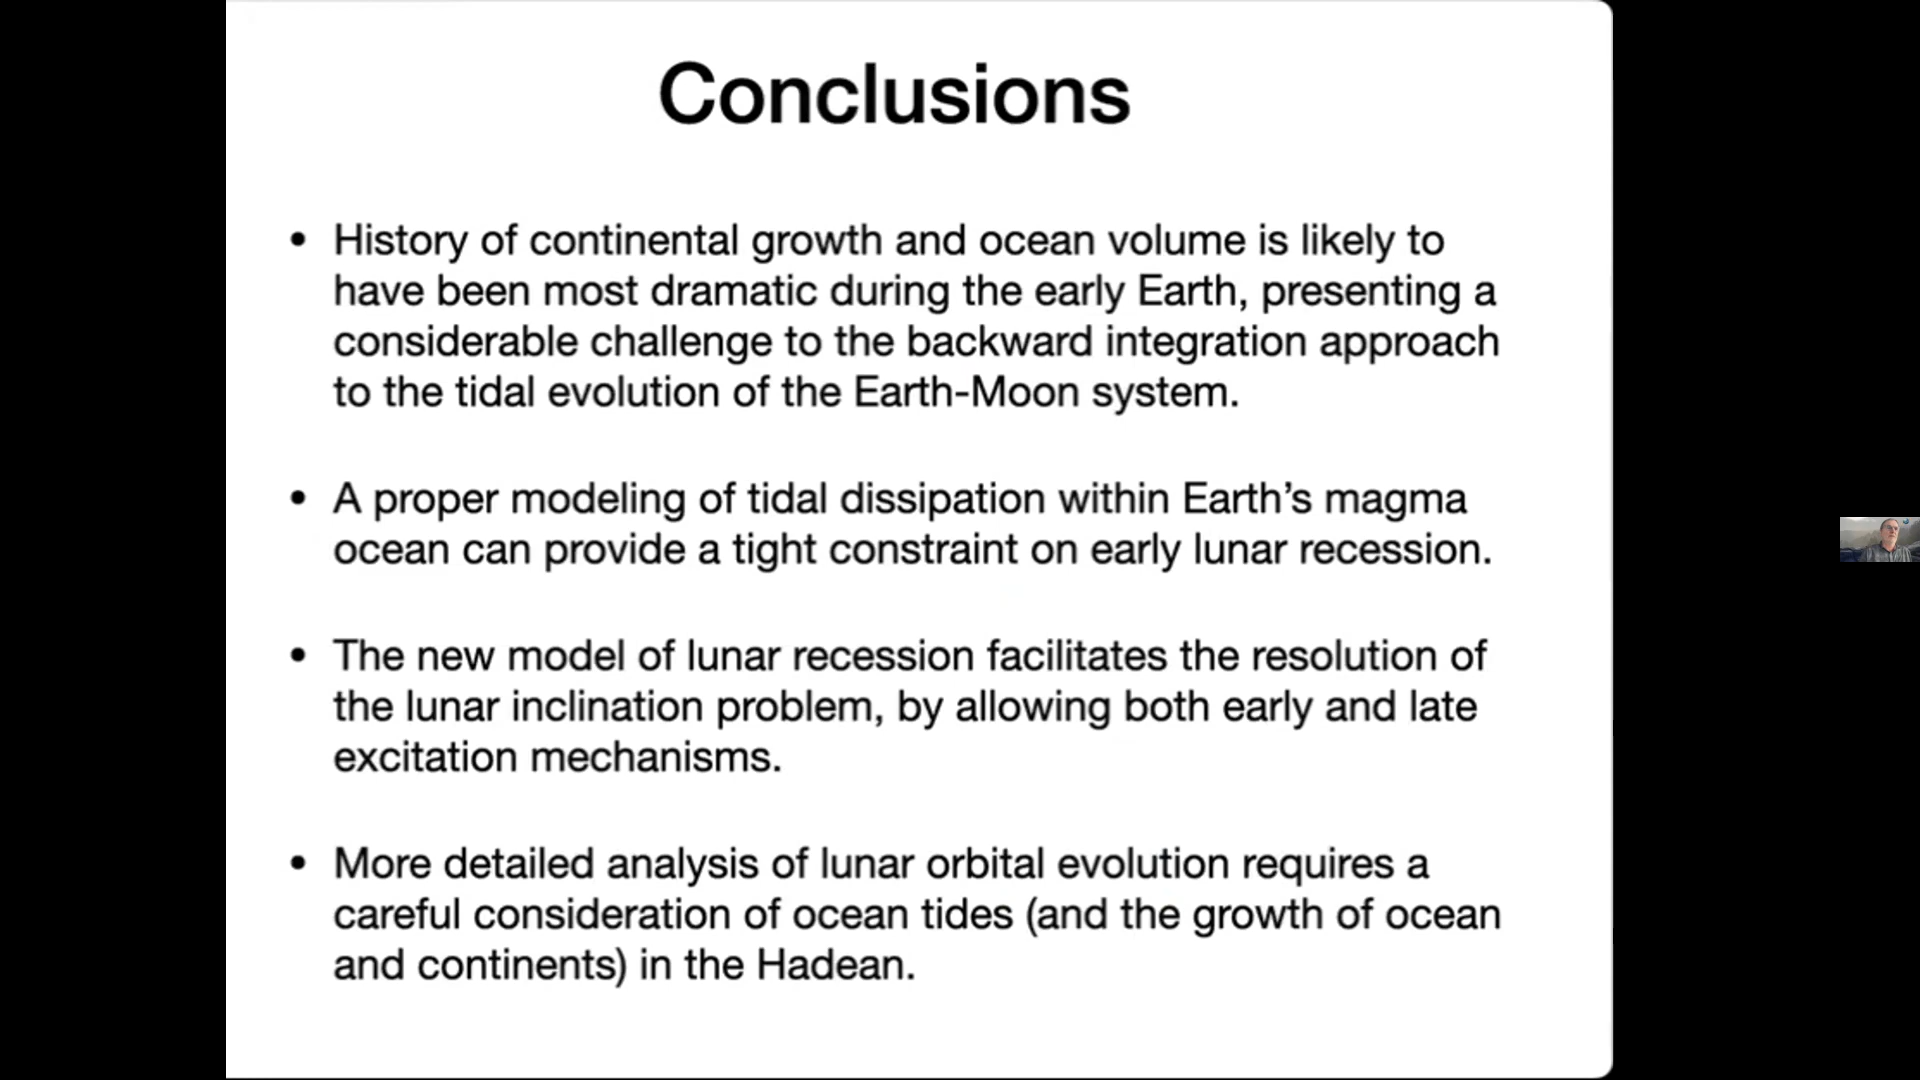 Conclusions
• History of continental growth and ocean volume is likely to
have been most dramatic during the early Earth, presenting a
considerable challenge to the backward integration approach
to the tidal evolution of the Earth-Moon system.
• A proper modeling of tidal dissipation within Earth’s magma
ocean can provide a tight constraint on early lunar recession.
• The new model of lunar recession facilitates the resolution of
the lunar inclination problem, by allowing both early and late
excitation mechanisms.
• More detailed analysis of lunar orbital evolution requires a
careful consideration of ocean tides (and the growth of ocean
and continents) in the Hadean.